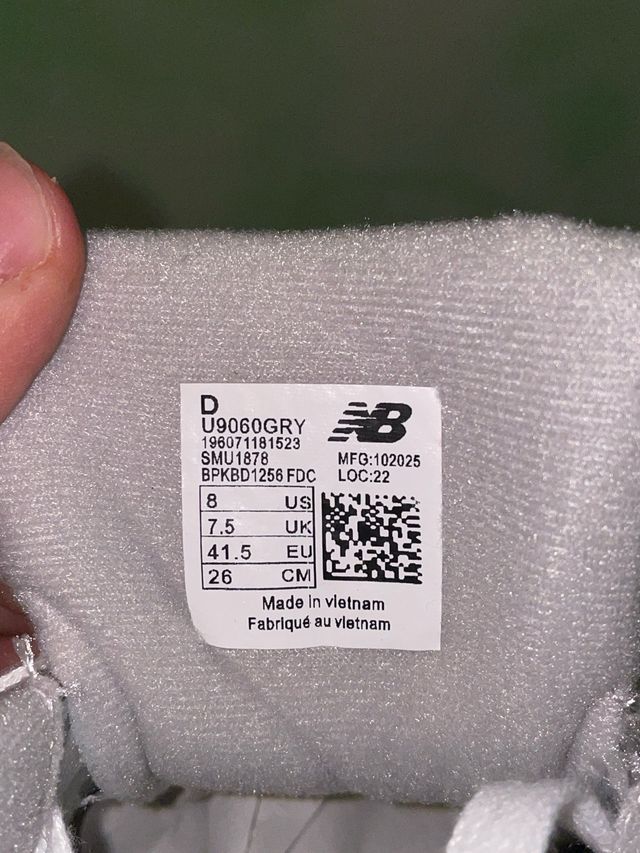 D
U9060GRY
196071181523
SMU1878
BPKBD1256 FDC
NB
MFG:102025
LOC:22
8 US
7.5 UK
41.5 EU
26 CM
Made in vietnam
Fabriqué au vietnam